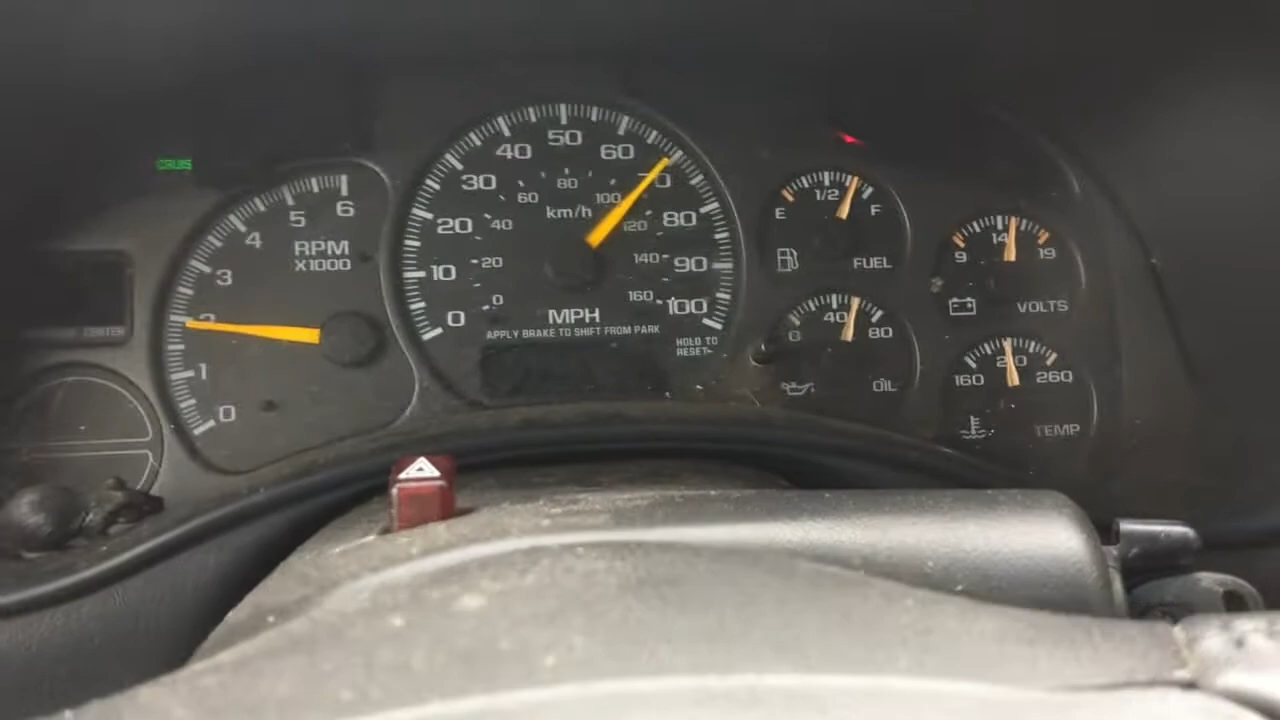 CRUIS
6
5
4
3
2
1
0
RPM
X1000
CENTER
50
40
60
30
70
20
80
10
90
0
100
80
60
100
40
120
20
140
0
160
km/h
MPH
APPLY BRAKE TO SHIFT FROM PARK
HOLD TO
RESET
1/2
E F
FUEL
14
9 19
VOLTS
40
0 80
OIL
210
160 260
TEMP